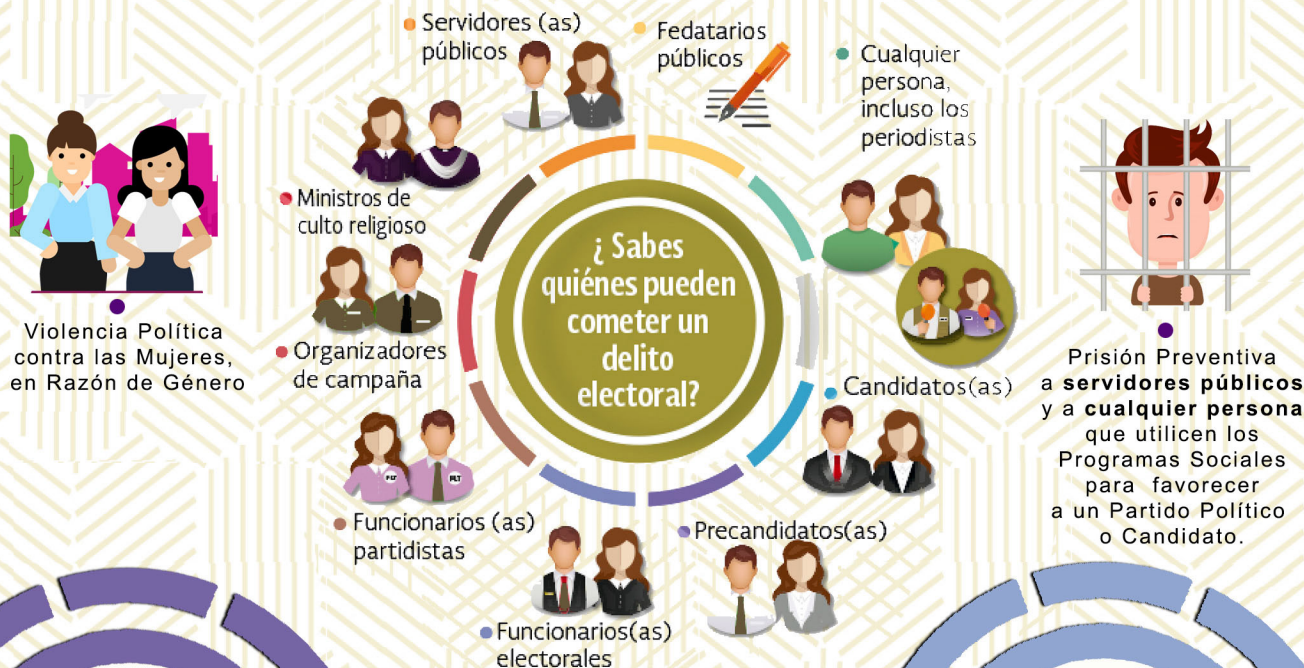 Servidores (as)
públicos
Fedatarios
públicos
Cualquier
persona,
incluso los
periodistas
Ministros de
culto religioso
¿ Sabes
quiénes pueden
cometer un
delito
electoral?
Violencia Política
contra las Mujeres,
en Razón de Género
Organizadores
de campaña
Candidatos(as)
Prisión Preventiva
a servidores públicos
y a cualquier persona
que utilicen los
Programas Sociales
para favorecer
a un Partido Político
o Candidato.
Funcionarios (as)
partidistas
Precandidatos(as)
Funcionarios(as)
electorales